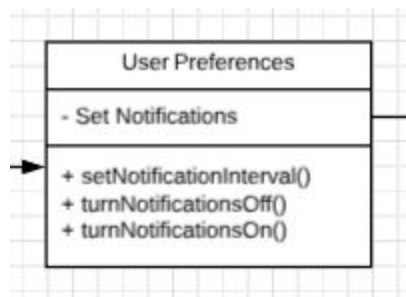 User Preferences
- Set Notifications
+ setNotificationInterval()
+ turnNotificationsOff()
+ turnNotificationsOn()